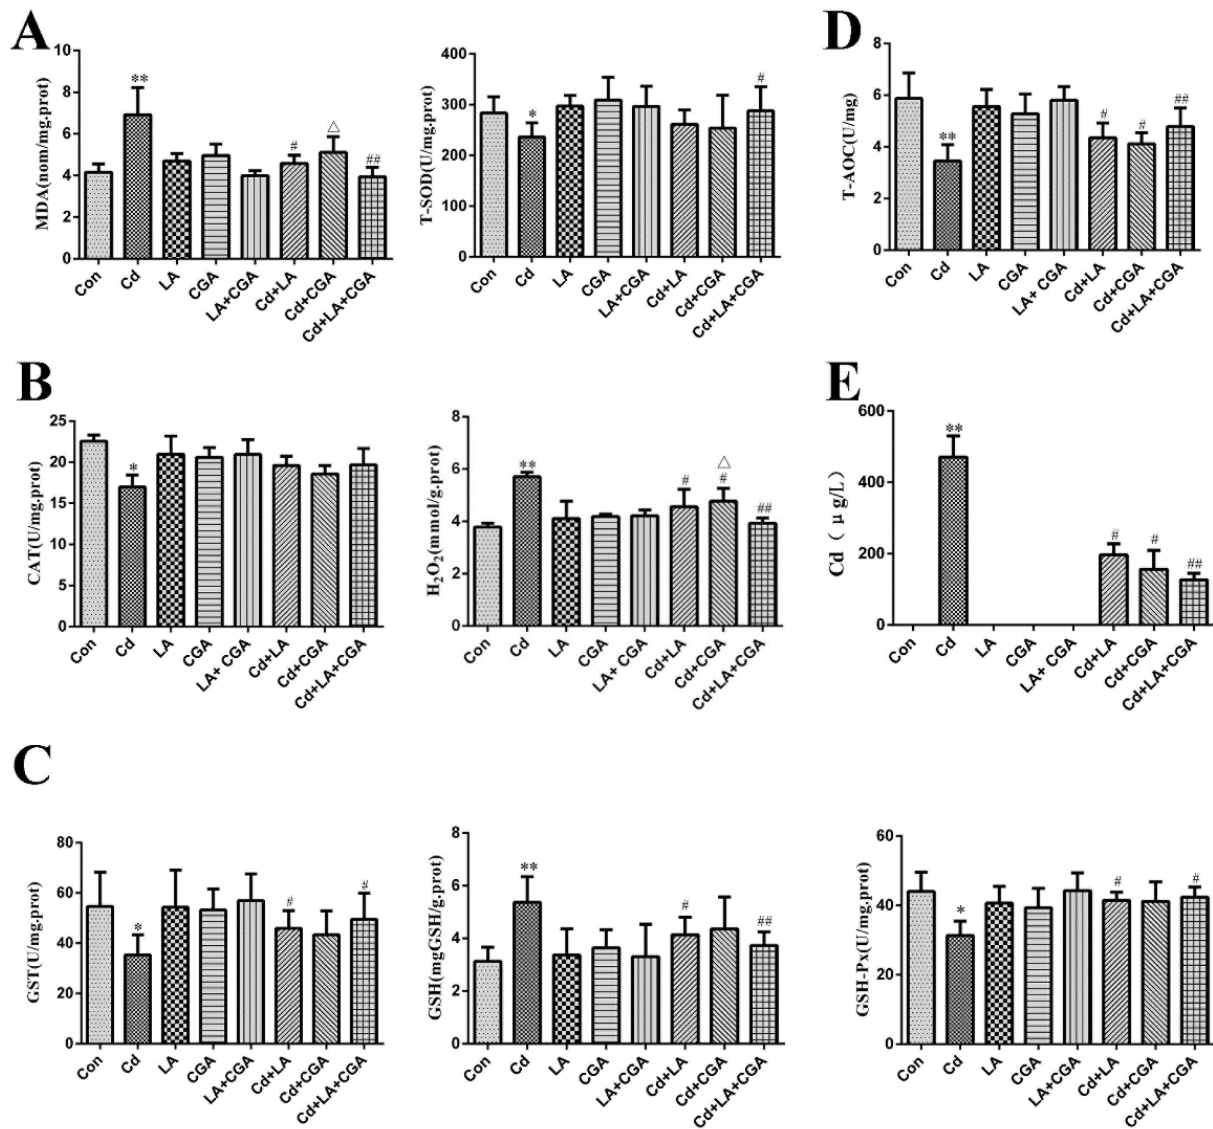 A
MDA(nom/mg.prot)
10
8
6
4
2
0
**
#
△
##
Con
Cd
LA
CGA
LA+CGA
Cd+LA
Cd+CGA
Cd+LA+CGA
T-SOD(U/mg.prot)
400
300
200
100
0
*
#
Con
Cd
LA
CGA
LA+CGA
Cd+LA
Cd+CGA
Cd+LA+CGA
D
T-AOC(U/mg)
8
6
4
2
0
**
#
#
##
Con
Cd
LA
CGA
LA+ CGA
Cd+LA
Cd+CGA
Cd+LA+CGA
B
CAT(U/mg.prot)
25
20
15
10
5
0
*
Con
Cd
LA
CGA
LA+ CGA
Cd+LA
Cd+CGA
Cd+LA+CGA
H₂O₂(mmol/g.prot)
8
6
4
2
0
**
#
△
#
##
Con
Cd
LA
CGA
LA+ CGA
Cd+LA
Cd+CGA
Cd+LA+CGA
E
Cd（ μ g/L）
600
400
200
0
**
#
#
##
Con
Cd
LA
CGA
LA+ CGA
Cd+LA
Cd+CGA
Cd+LA+CGA
C
GST(U/mg.prot)
80
60
40
20
0
*
#
#
Con
Cd
LA
CGA
LA+CGA
Cd+LA
Cd+CGA
Cd+LA+CGA
GSH(mgGSH/g.prot)
8
6
4
2
0
**
#
##
Con
Cd
LA
CGA
LA+CGA
Cd+LA
Cd+CGA
Cd+LA+CGA
GSH-Px(U/mg.prot)
60
40
20
0
*
#
#
Con
Cd
LA
CGA
LA+CGA
Cd+LA
Cd+CGA
Cd+LA+CGA